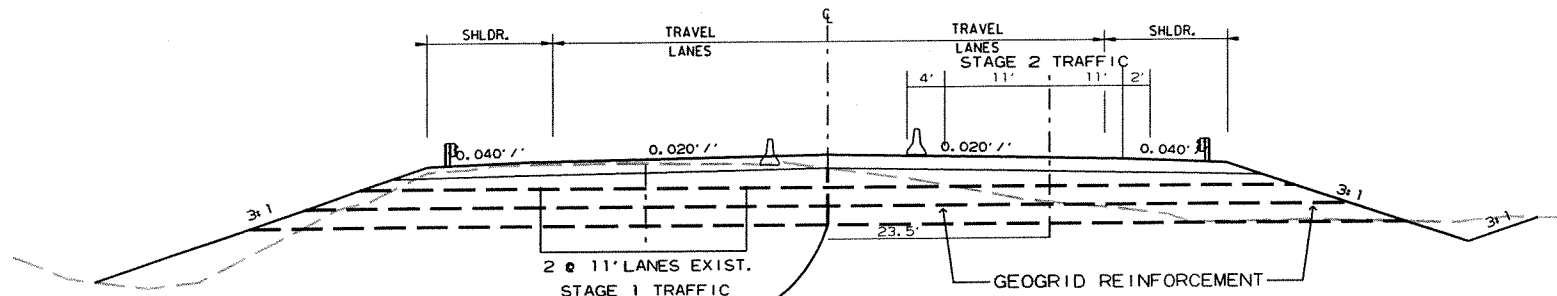 ℄
SHLDR.
TRAVEL
LANES
TRAVEL
LANES
SHLDR.
STAGE 2 TRAFFIC
4'
11'
11'
2'
0.040'/'
0.020'/'
0.020'/'
0.040'/'
3:1
3:1
3:1
23.5'
2 @ 11' LANES EXIST.
STAGE 1 TRAFFIC
GEOGRID REINFORCEMENT